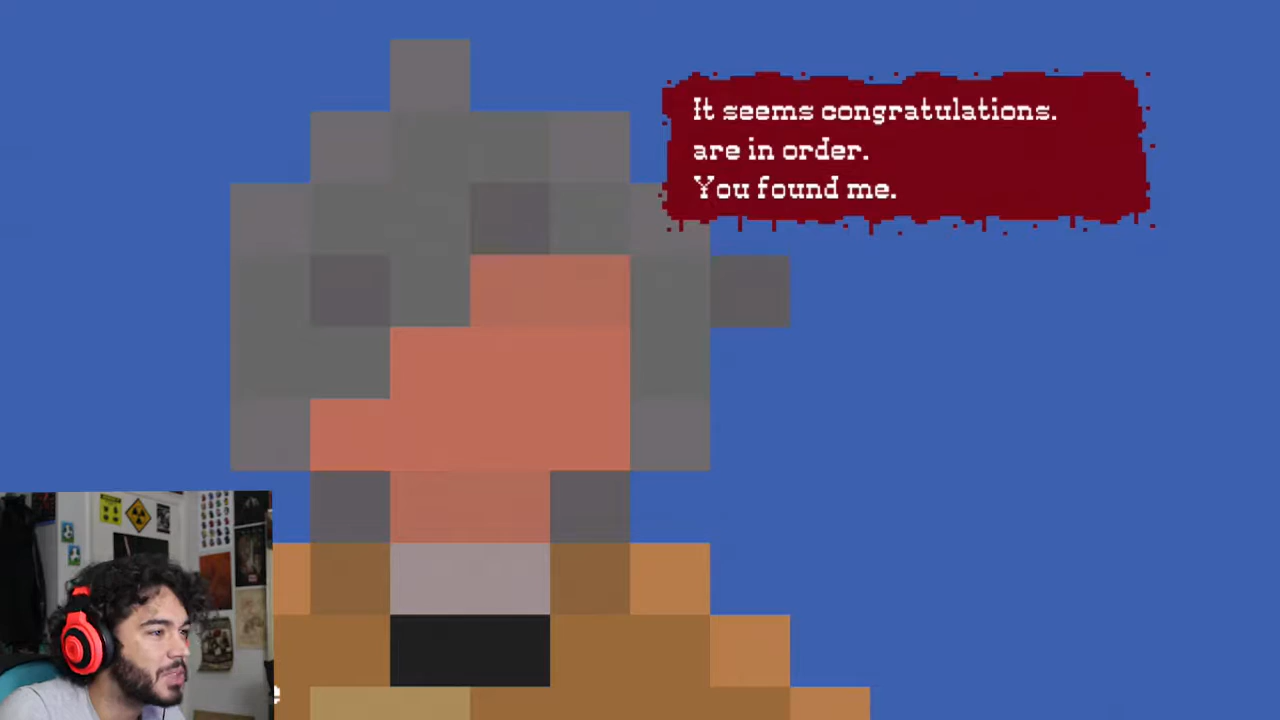 It seems congratulations.
are in order.
You found me.